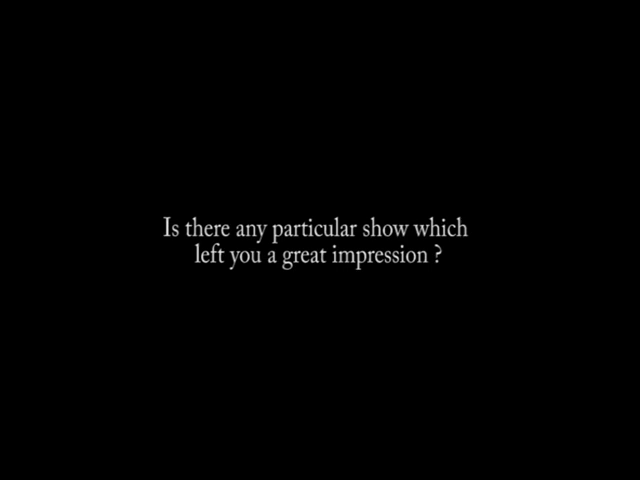 Is there any particular show which
left you a great impression ?